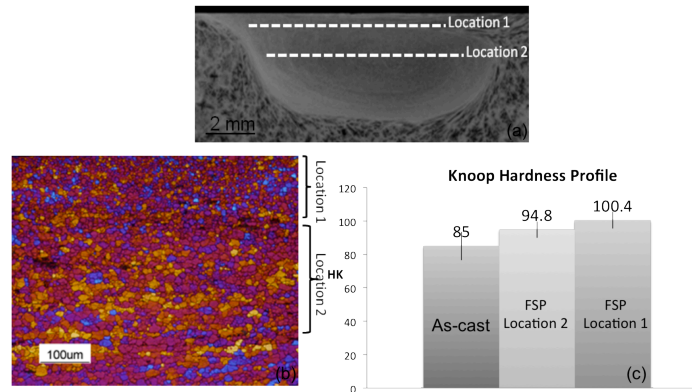 Location 1
Location 2
2 mm
(a)
Location 1
Location 2
100um
(b)
Knoop Hardness Profile
HK
120
100
80
60
40
20
0
85
94.8
100.4
As-cast
FSP
Location 2
FSP
Location 1
(c)